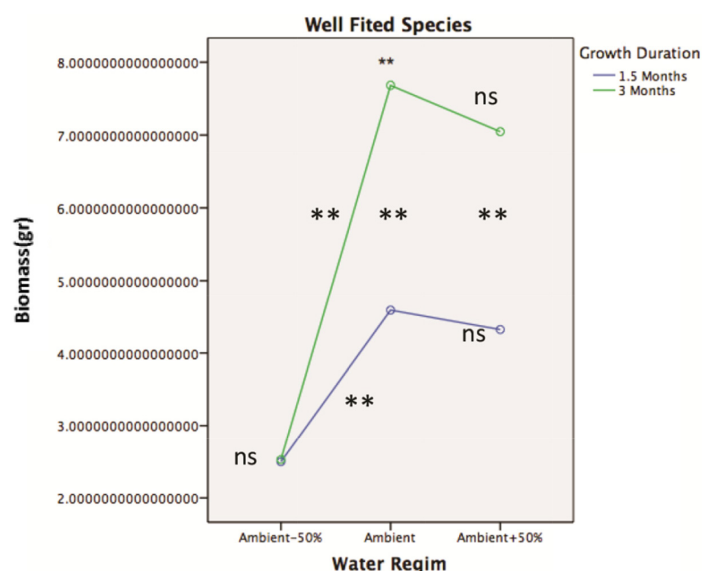 Well Fited Species
Growth Duration
1.5 Months
3 Months
8.0000000000000000
7.0000000000000000
6.0000000000000000
5.0000000000000000
4.0000000000000000
3.0000000000000000
2.0000000000000000
Biomass(gr)
**
ns
** ** **
ns
**
ns
Ambient-50% Ambient Ambient+50%
Water Regim